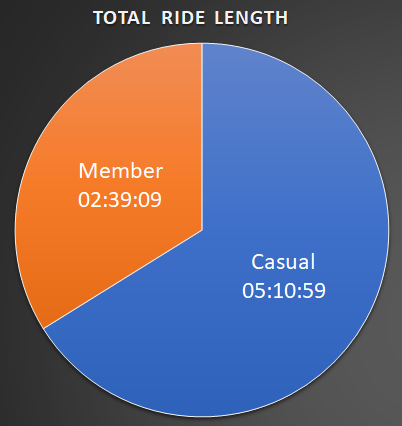 TOTAL RIDE LENGTH
Member
02:39:09
Casual
05:10:59